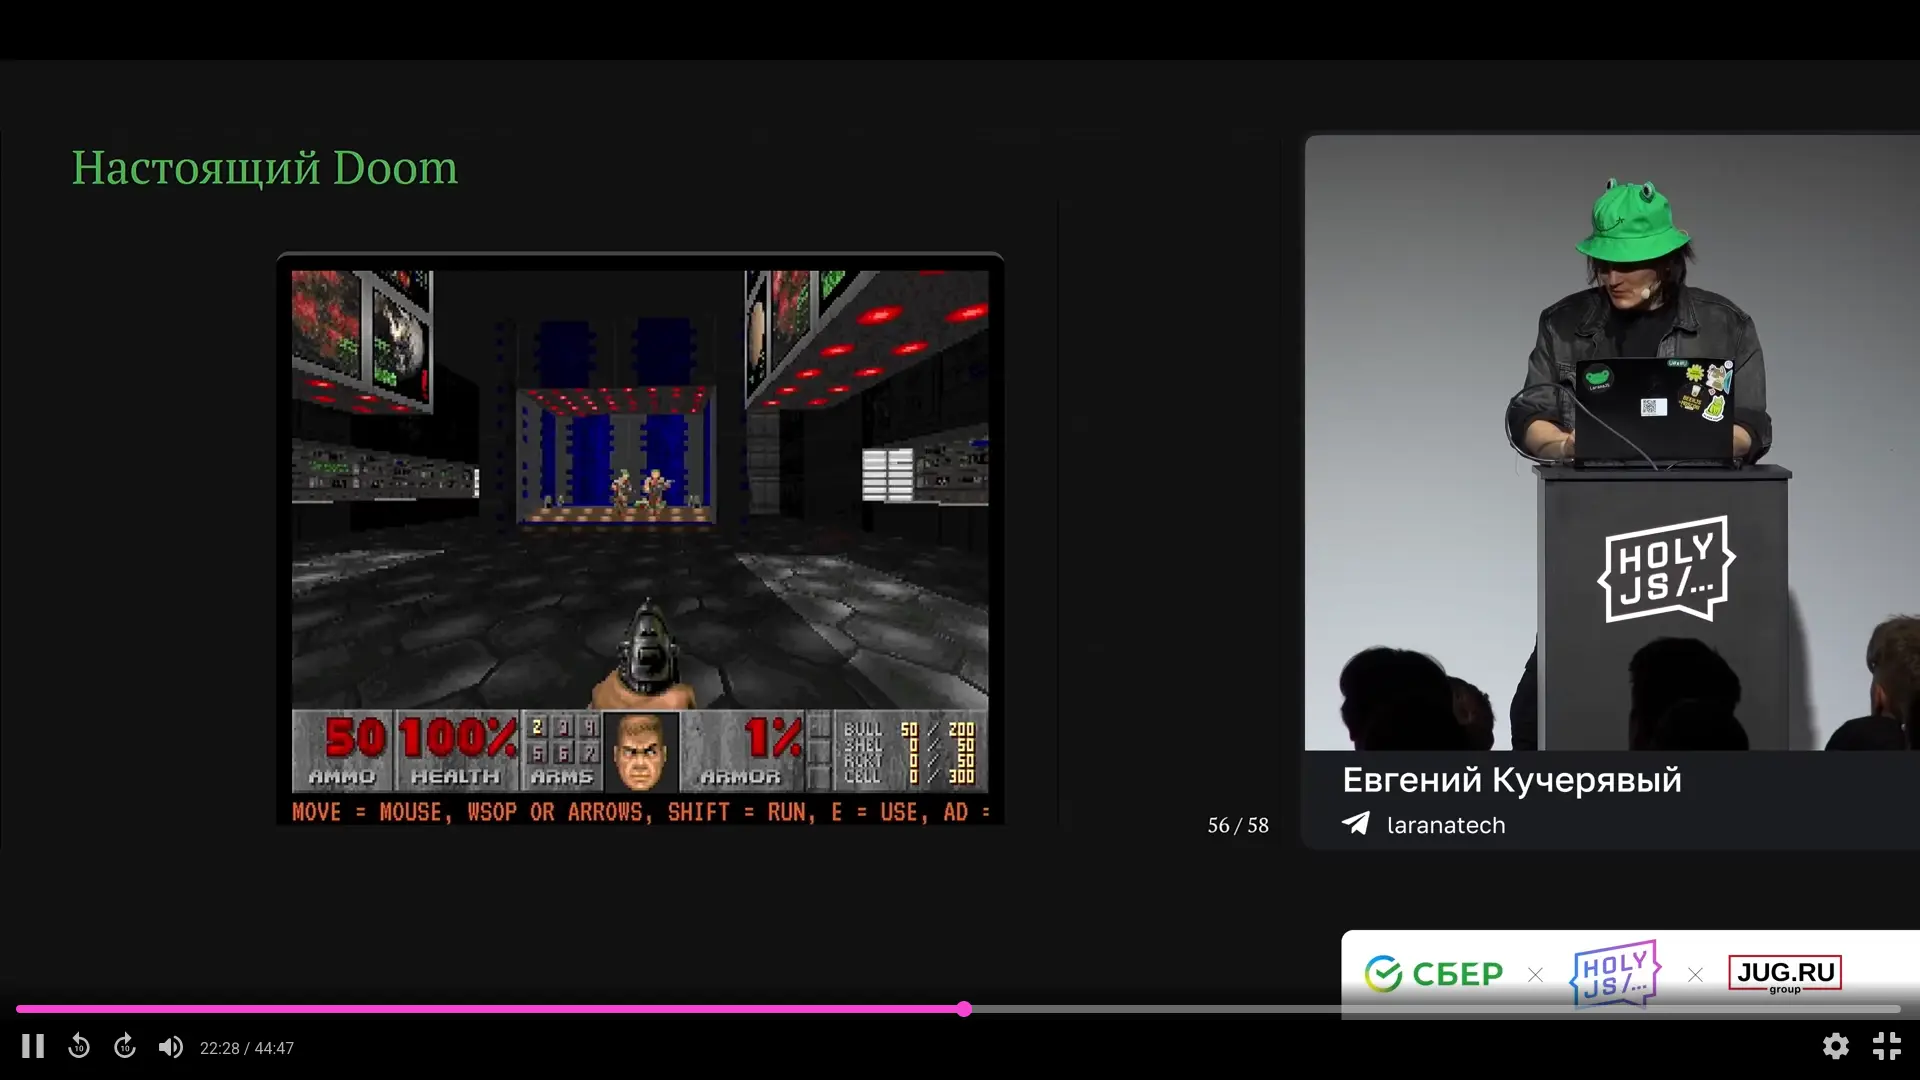 Настоящий Doom
50
AMMO
100%
HEALTH
2 3 4
5 6 7
ARMS
1%
ARMOR
BULL 50 / 200
SHEL 0 / 50
RCKT 0 / 50
CELL 0 / 300
MOVE = MOUSE, WSOP OR ARROWS, SHIFT = RUN, E = USE, AD =
56 / 58
HOLY
JS/...
Евгений Кучерявый
laranatech
СБЕР × HOLY JS/... × JUG.RU group
10
10
22:28 / 44:47